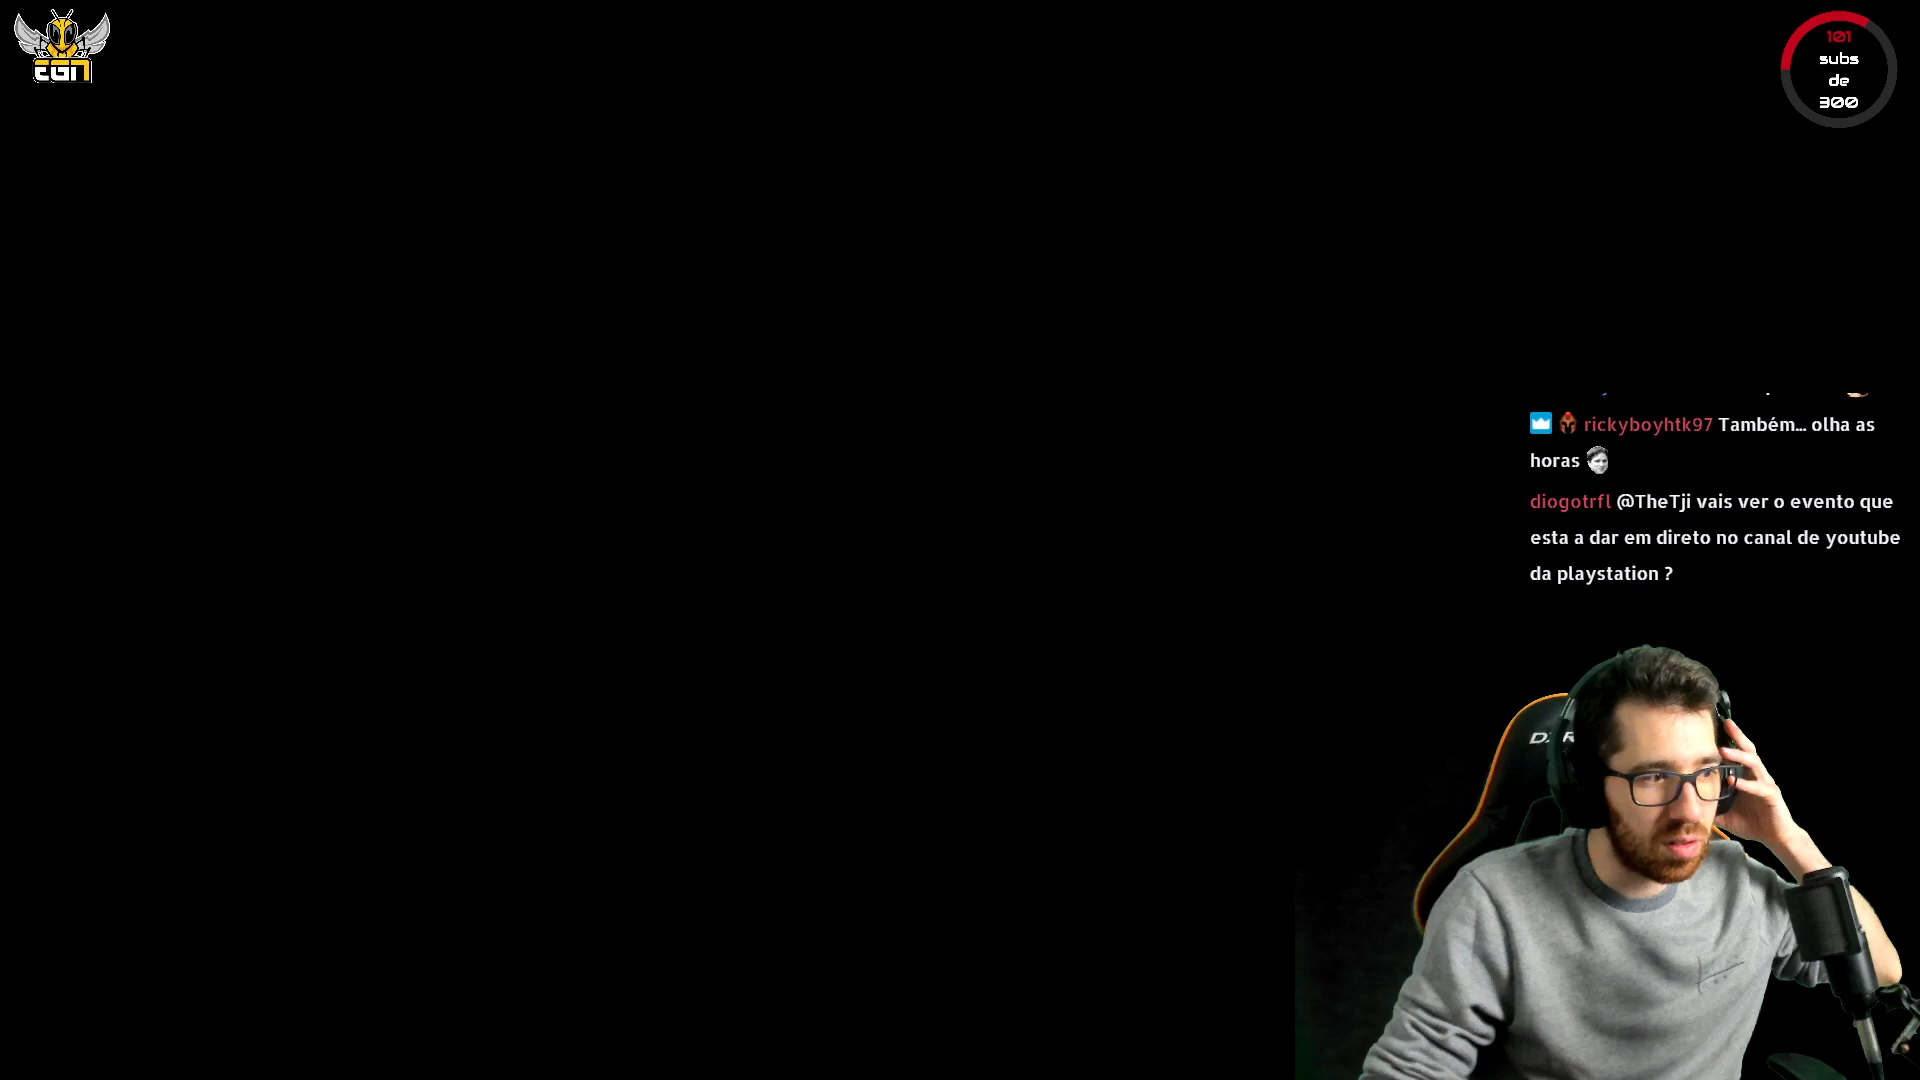 EGN
101
subs
de
300
rickyboyhtk97 Também... olha as
horas
diogotrfl @TheTji vais ver o evento que
esta a dar em direto no canal de youtube
da playstation ?